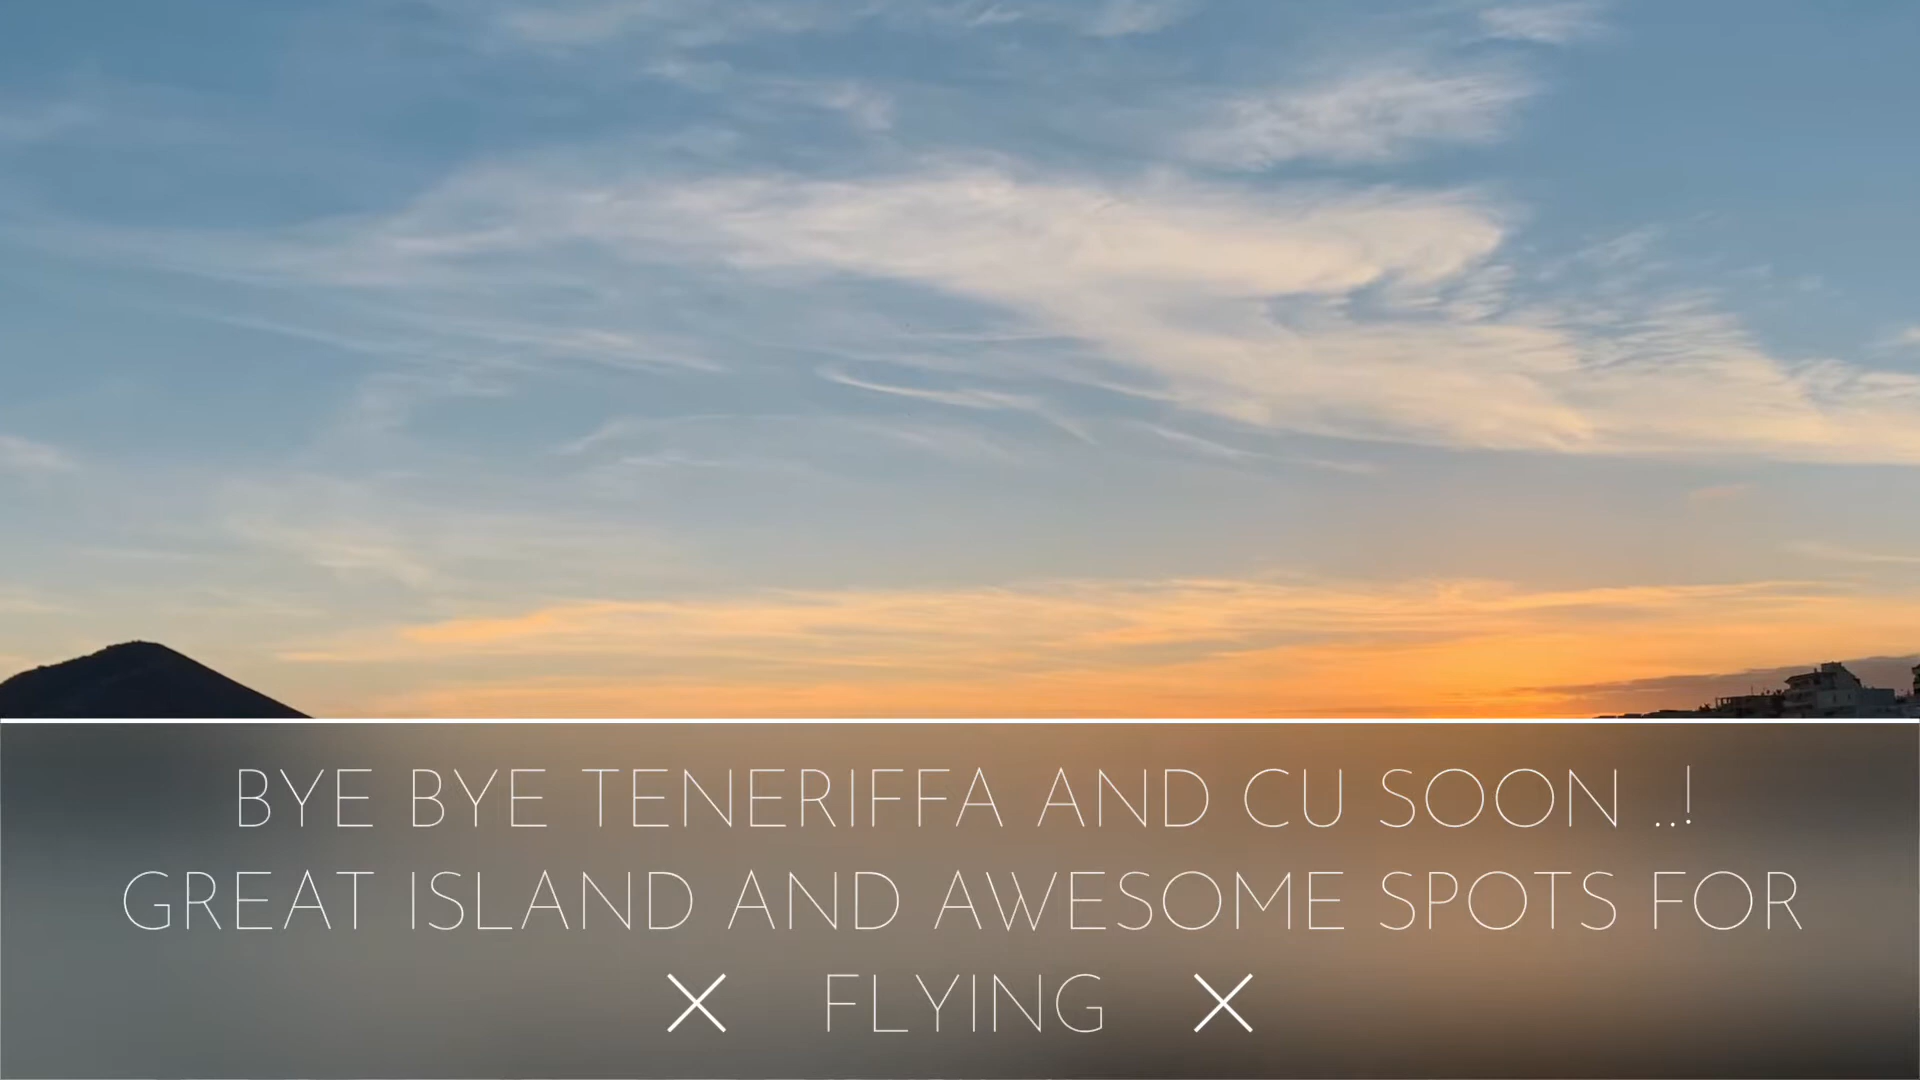 BYE BYE TENERIFFA AND CU SOON ..!
GREAT ISLAND AND AWESOME SPOTS FOR
FLYING